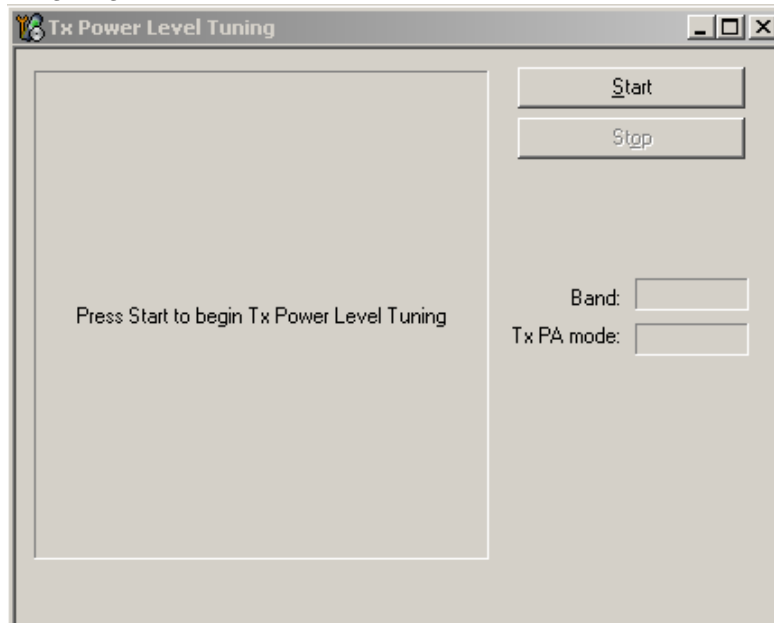 Tx Power Level Tuning
Start
Stop
Press Start to begin Tx Power Level Tuning
Band:
Tx PA mode: